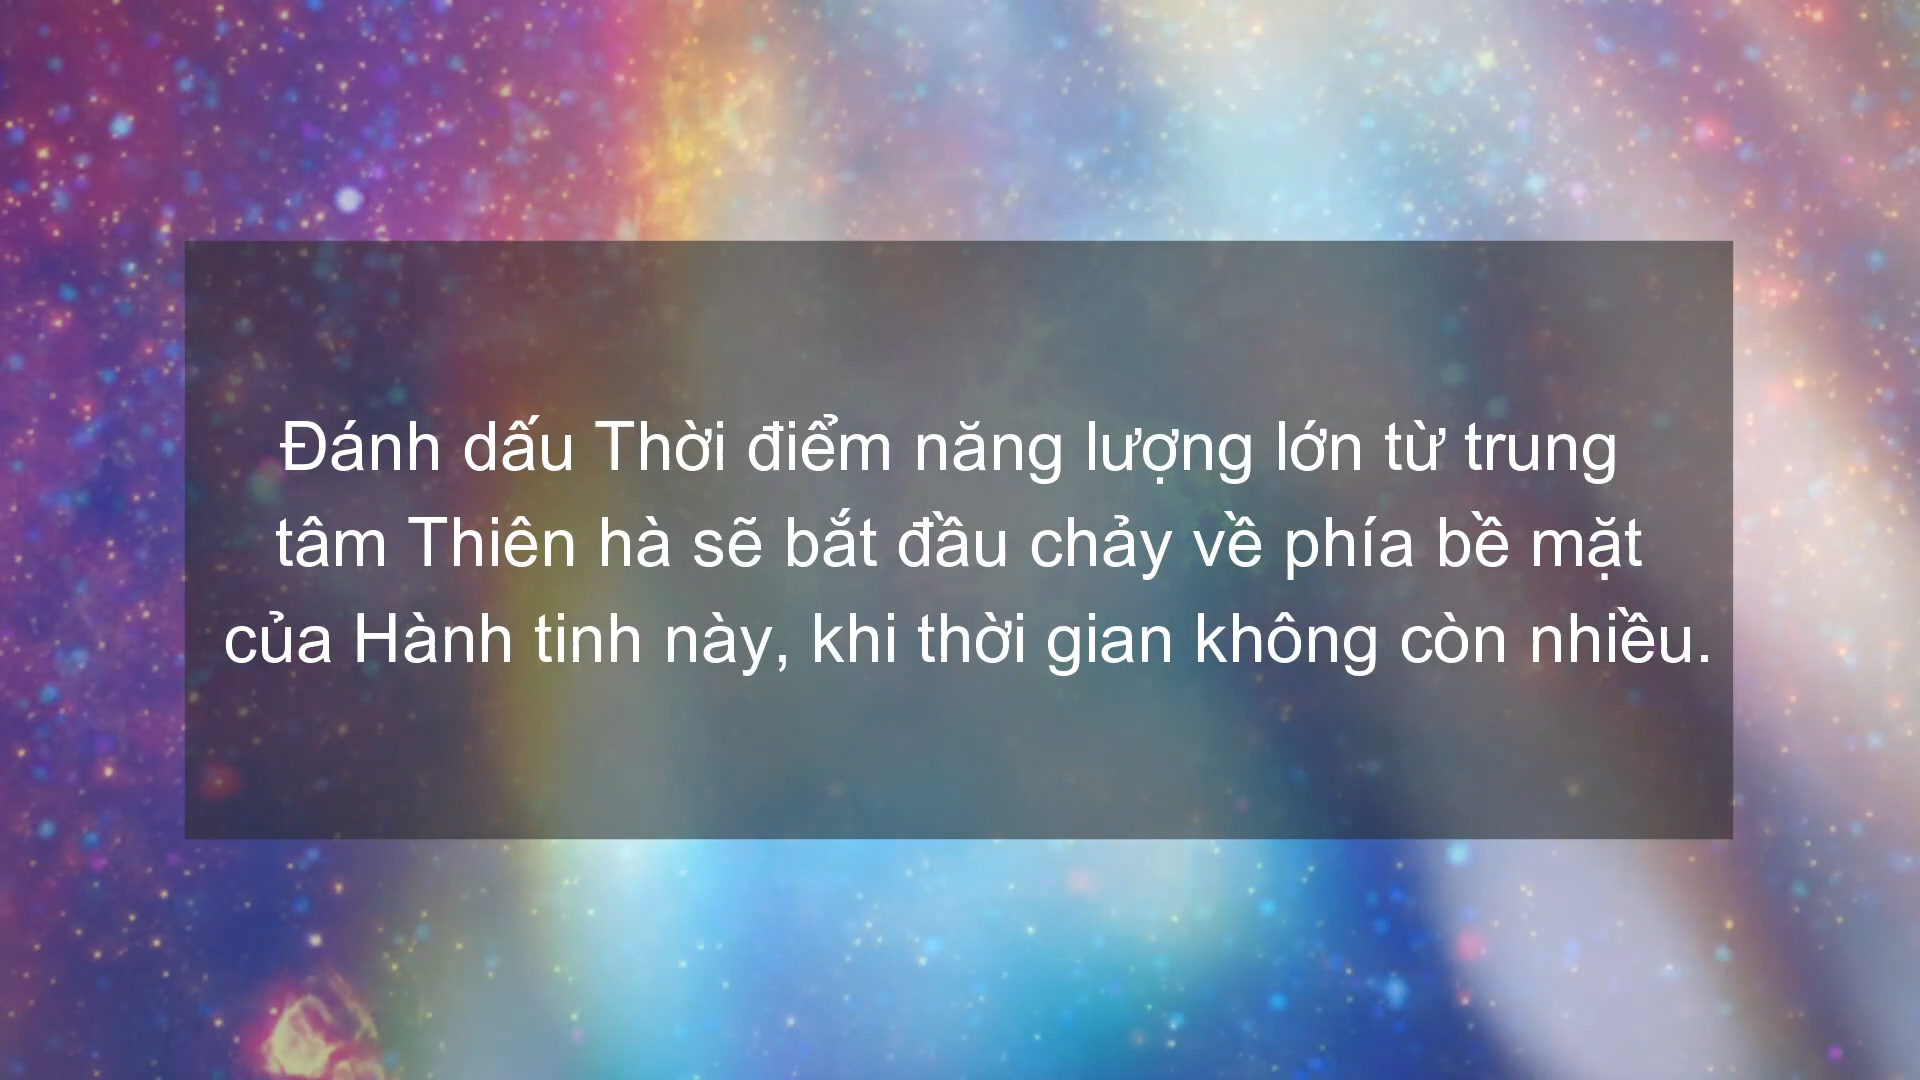 Đánh dấu Thời điểm năng lượng lớn từ trung
tâm Thiên hà sẽ bắt đầu chảy về phía bề mặt
của Hành tinh này, khi thời gian không còn nhiều.